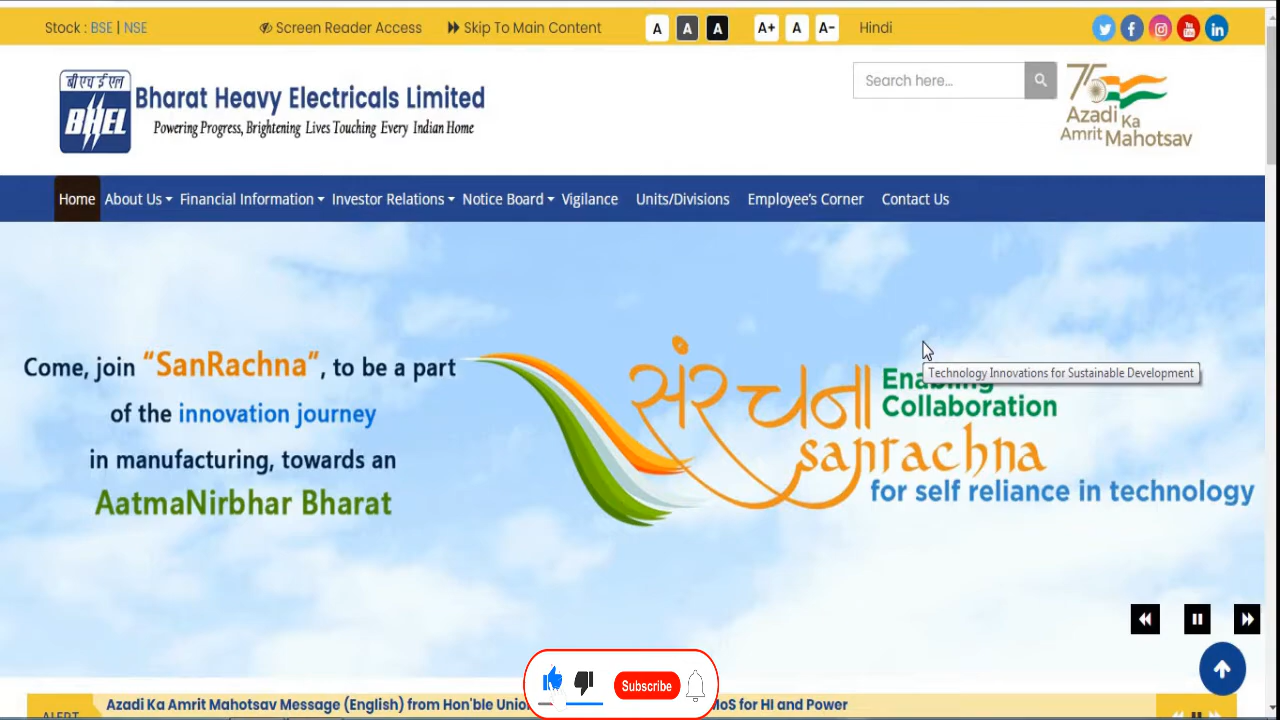 Stock : BSE | NSE
Screen Reader Access
Skip To Main Content
A A A
A+ A A-
Hindi
बी एच ई एल
BHEL
Bharat Heavy Electricals Limited
Powering Progress, Brightening Lives Touching Every Indian Home
Search here...
75
Azadi Ka
Amrit Mahotsav
Home About Us Financial Information Investor Relations Notice Board Vigilance Units/Divisions Employee's Corner Contact Us
Come, join “SanRachna”, to be a part
of the innovation journey
in manufacturing, towards an
AatmaNirbhar Bharat
संरचना
Technology Innovations for Sustainable Development
Collaboration
sanrachna
for self reliance in technology
You Tube
Subscribe
ALERT
Azadi Ka Amrit Mahotsav Message (English) from Hon'ble
MoS for HI and Power